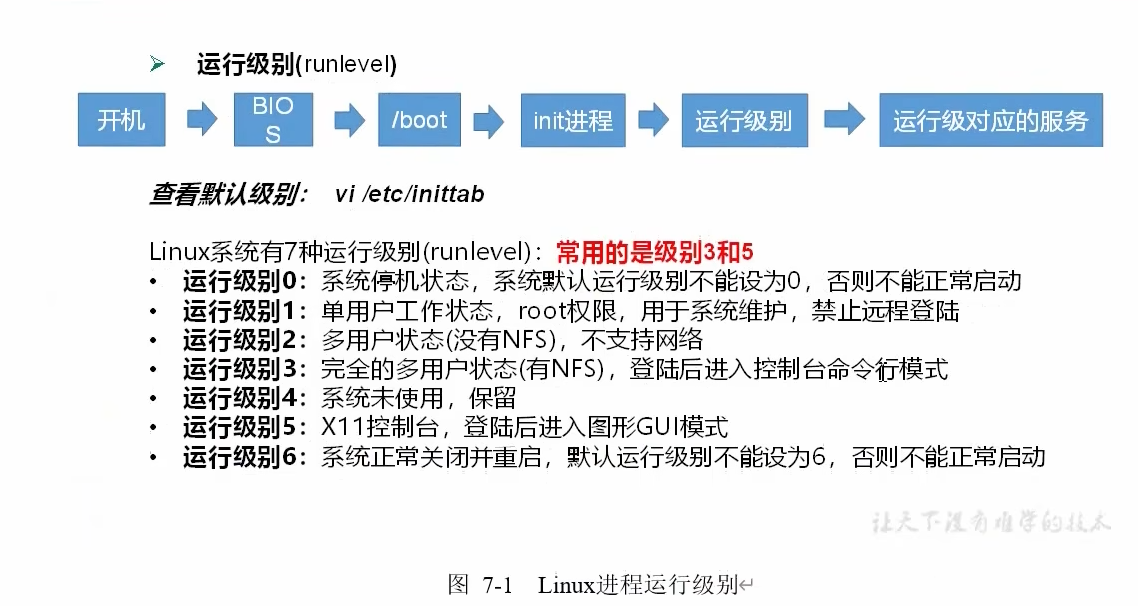 ➢ 运行级别(runlevel)
开机
BIO
S
/boot
init进程
运行级别
运行级对应的服务
查看默认级别： vi /etc/inittab
Linux系统有7种运行级别(runlevel)：常用的是级别3和5
• 运行级别0：系统停机状态，系统默认运行级别不能设为0，否则不能正常启动
• 运行级别1：单用户工作状态，root权限，用于系统维护，禁止远程登陆
• 运行级别2：多用户状态(没有NFS)，不支持网络
• 运行级别3：完全的多用户状态(有NFS)，登陆后进入控制台命令行模式
• 运行级别4：系统未使用，保留
• 运行级别5：X11控制台，登陆后进入图形GUI模式
• 运行级别6：系统正常关闭并重启，默认运行级别不能设为6，否则不能正常启动
让天下没有难学的技术
图 7-1 Linux进程运行级别↵